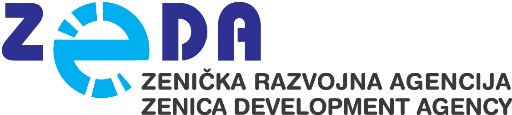 ZeDA
ZENIČKA RAZVOJNA AGENCIJA
ZENICA DEVELOPMENT AGENCY